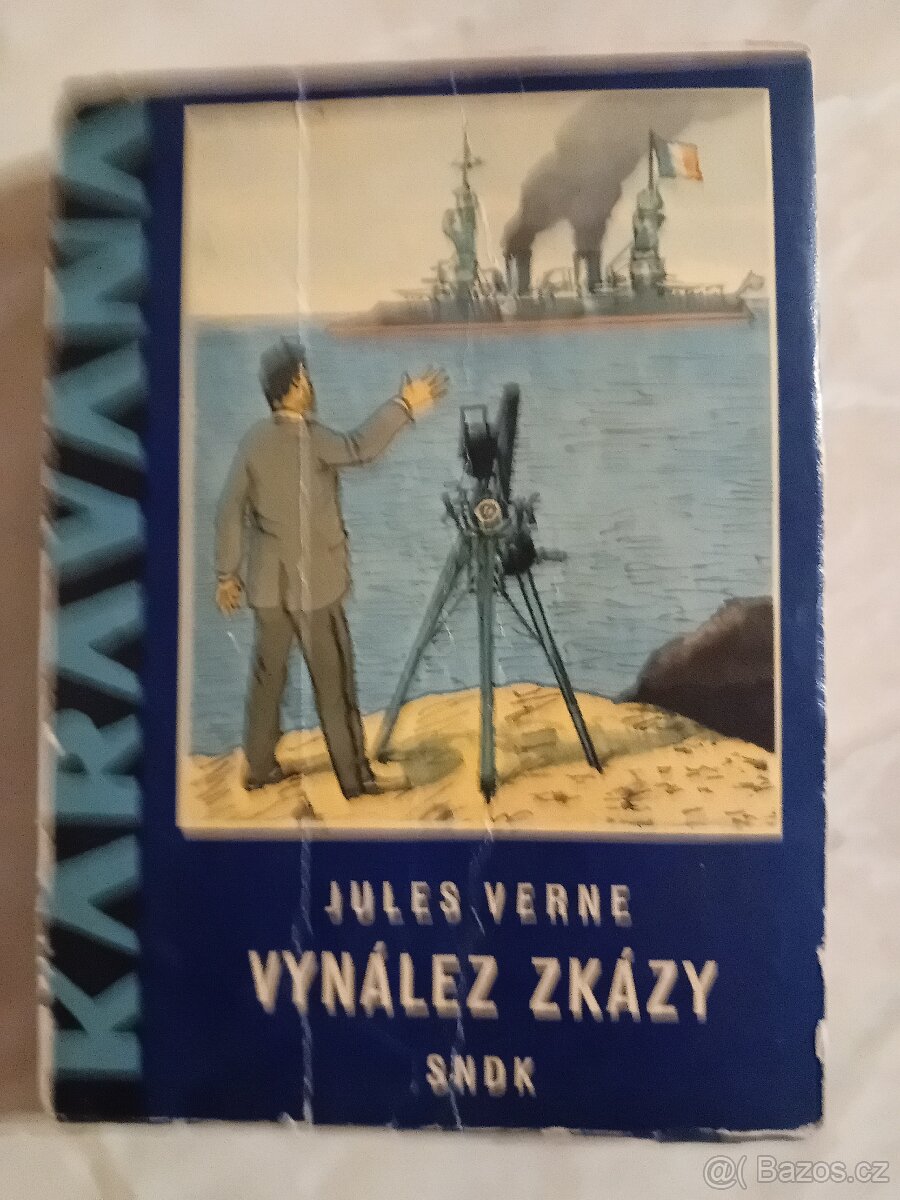 KARAVANA
JULES VERNE
VYNÁLEZ ZKÁZY
SNDK
@( Bazos.cz